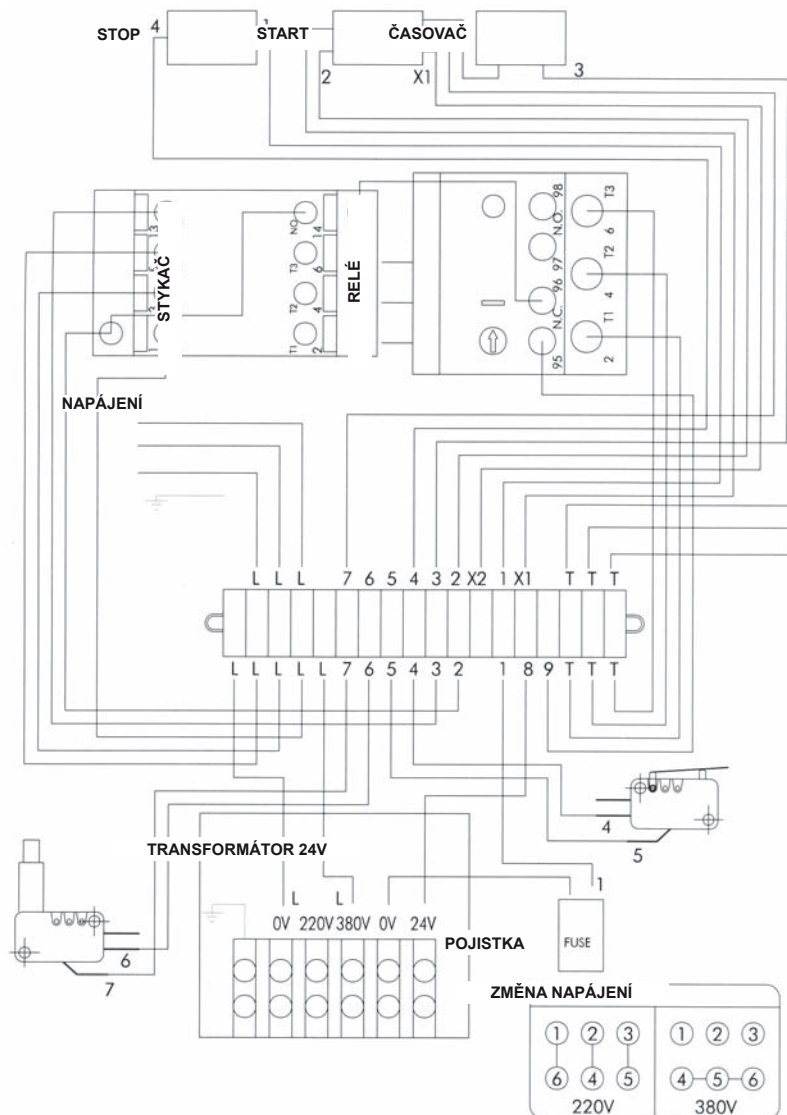 4 STOP START ČASOVAČ
2 X1 3
13 NO 14
5 T3 6
3 T2 4
1 T1 2
STYKAČ
RELÉ
98 N.O. 97
96 N.C. 95
T3 6
T2 4
T1 2
NAPÁJENÍ
L L L 7 6 5 4 3 2 X2 1 X1 T T T
L L L L L 7 6 5 4 3 2 1 8 9 T T T
4
5
TRANSFORMÁTOR 24V
L L
0V 220V 380V 0V 24V
1
FUSE
POJISTKA
6
7
ZMĚNA NAPÁJENÍ
1 2 3
6 4 5
220V
1 2 3
4 5 6
380V